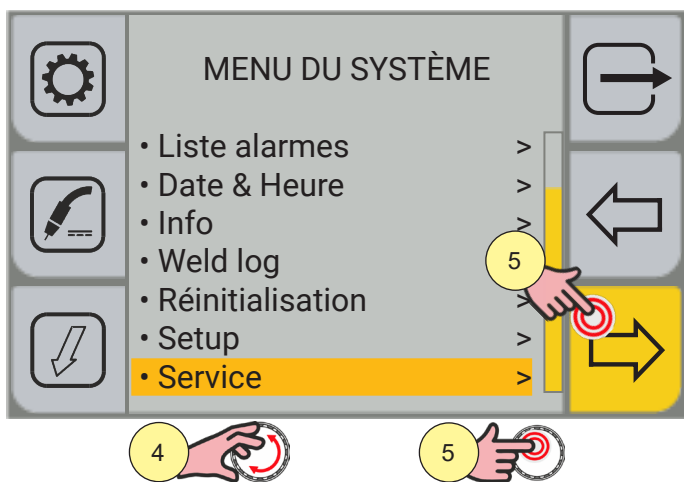 MENU DU SYSTÈME
• Liste alarmes >
• Date & Heure >
• Info >
• Weld log
• Réinitialisation >
• Setup >
• Service >
5
4
5